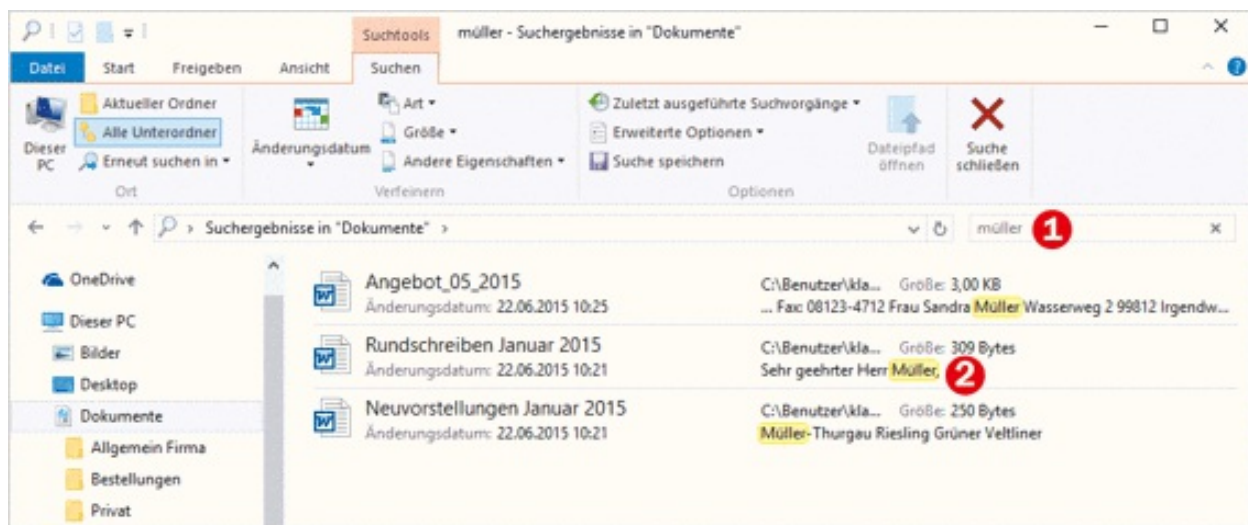 Suchtools müller - Suchergebnisse in "Dokumente"
Datei Start Freigeben Ansicht Suchen
Dieser PC
Aktueller Ordner
Alle Unterordner
Erneut suchen in
Ort
Änderungsdatum
Art
Größe
Andere Eigenschaften
Verfeinern
Zuletzt ausgeführte Suchvorgänge
Erweiterte Optionen
Suche speichern
Dateipfad öffnen
Optionen
Suche schließen
Suchergebnisse in "Dokumente"
müller 1
OneDrive
Dieser PC
Bilder
Desktop
Dokumente
Allgemein Firma
Bestellungen
Privat
Angebot_05_2015
Änderungsdatum: 22.06.2015 10:25
C:\Benutzer\kla... Größe: 3,00 KB
... Fax: 08123-4712 Frau Sandra Müller Wasserweg 2 99812 Irgendw...
Rundschreiben Januar 2015
Änderungsdatum: 22.06.2015 10:21
C:\Benutzer\kla... Größe: 309 Bytes
Sehr geehrter Herr Müller, 2
Neuvorstellungen Januar 2015
Änderungsdatum: 22.06.2015 10:21
C:\Benutzer\kla... Größe: 250 Bytes
Müller-Thurgau Riesling Grüner Veltliner